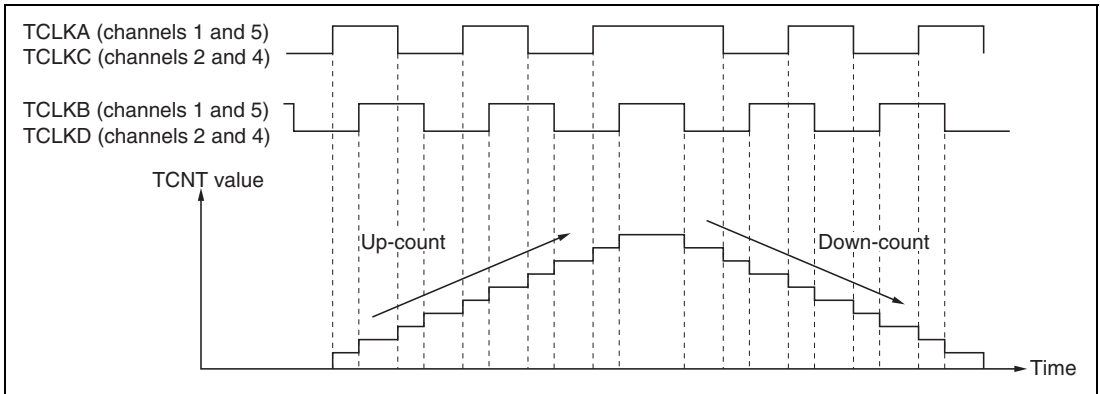 TCLKA (channels 1 and 5)
TCLKC (channels 2 and 4)
TCLKB (channels 1 and 5)
TCLKD (channels 2 and 4)
TCNT value
Up-count
Down-count
Time